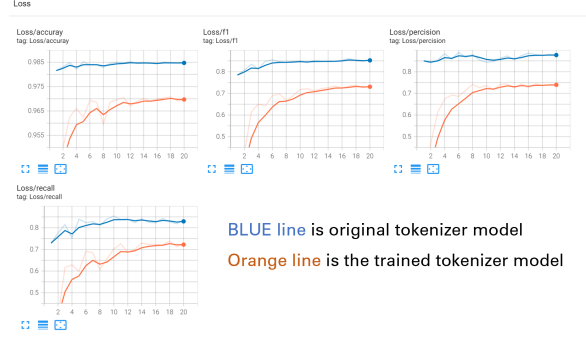 Loss
Loss/accuray
tag: Loss/accuray
0.985
0.975
0.965
0.955
2 4 6 8 10 12 14 16 18 20
Loss/f1
tag: Loss/f1
0.8
0.7
0.6
0.5
2 4 6 8 10 12 14 16 18 20
Loss/percision
tag: Loss/percision
0.8
0.7
0.6
0.5
2 4 6 8 10 12 14 16 18 20
Loss/recall
tag: Loss/recall
0.8
0.7
0.6
0.5
2 4 6 8 10 12 14 16 18 20
BLUE line is original tokenizer model
Orange line is the trained tokenizer model